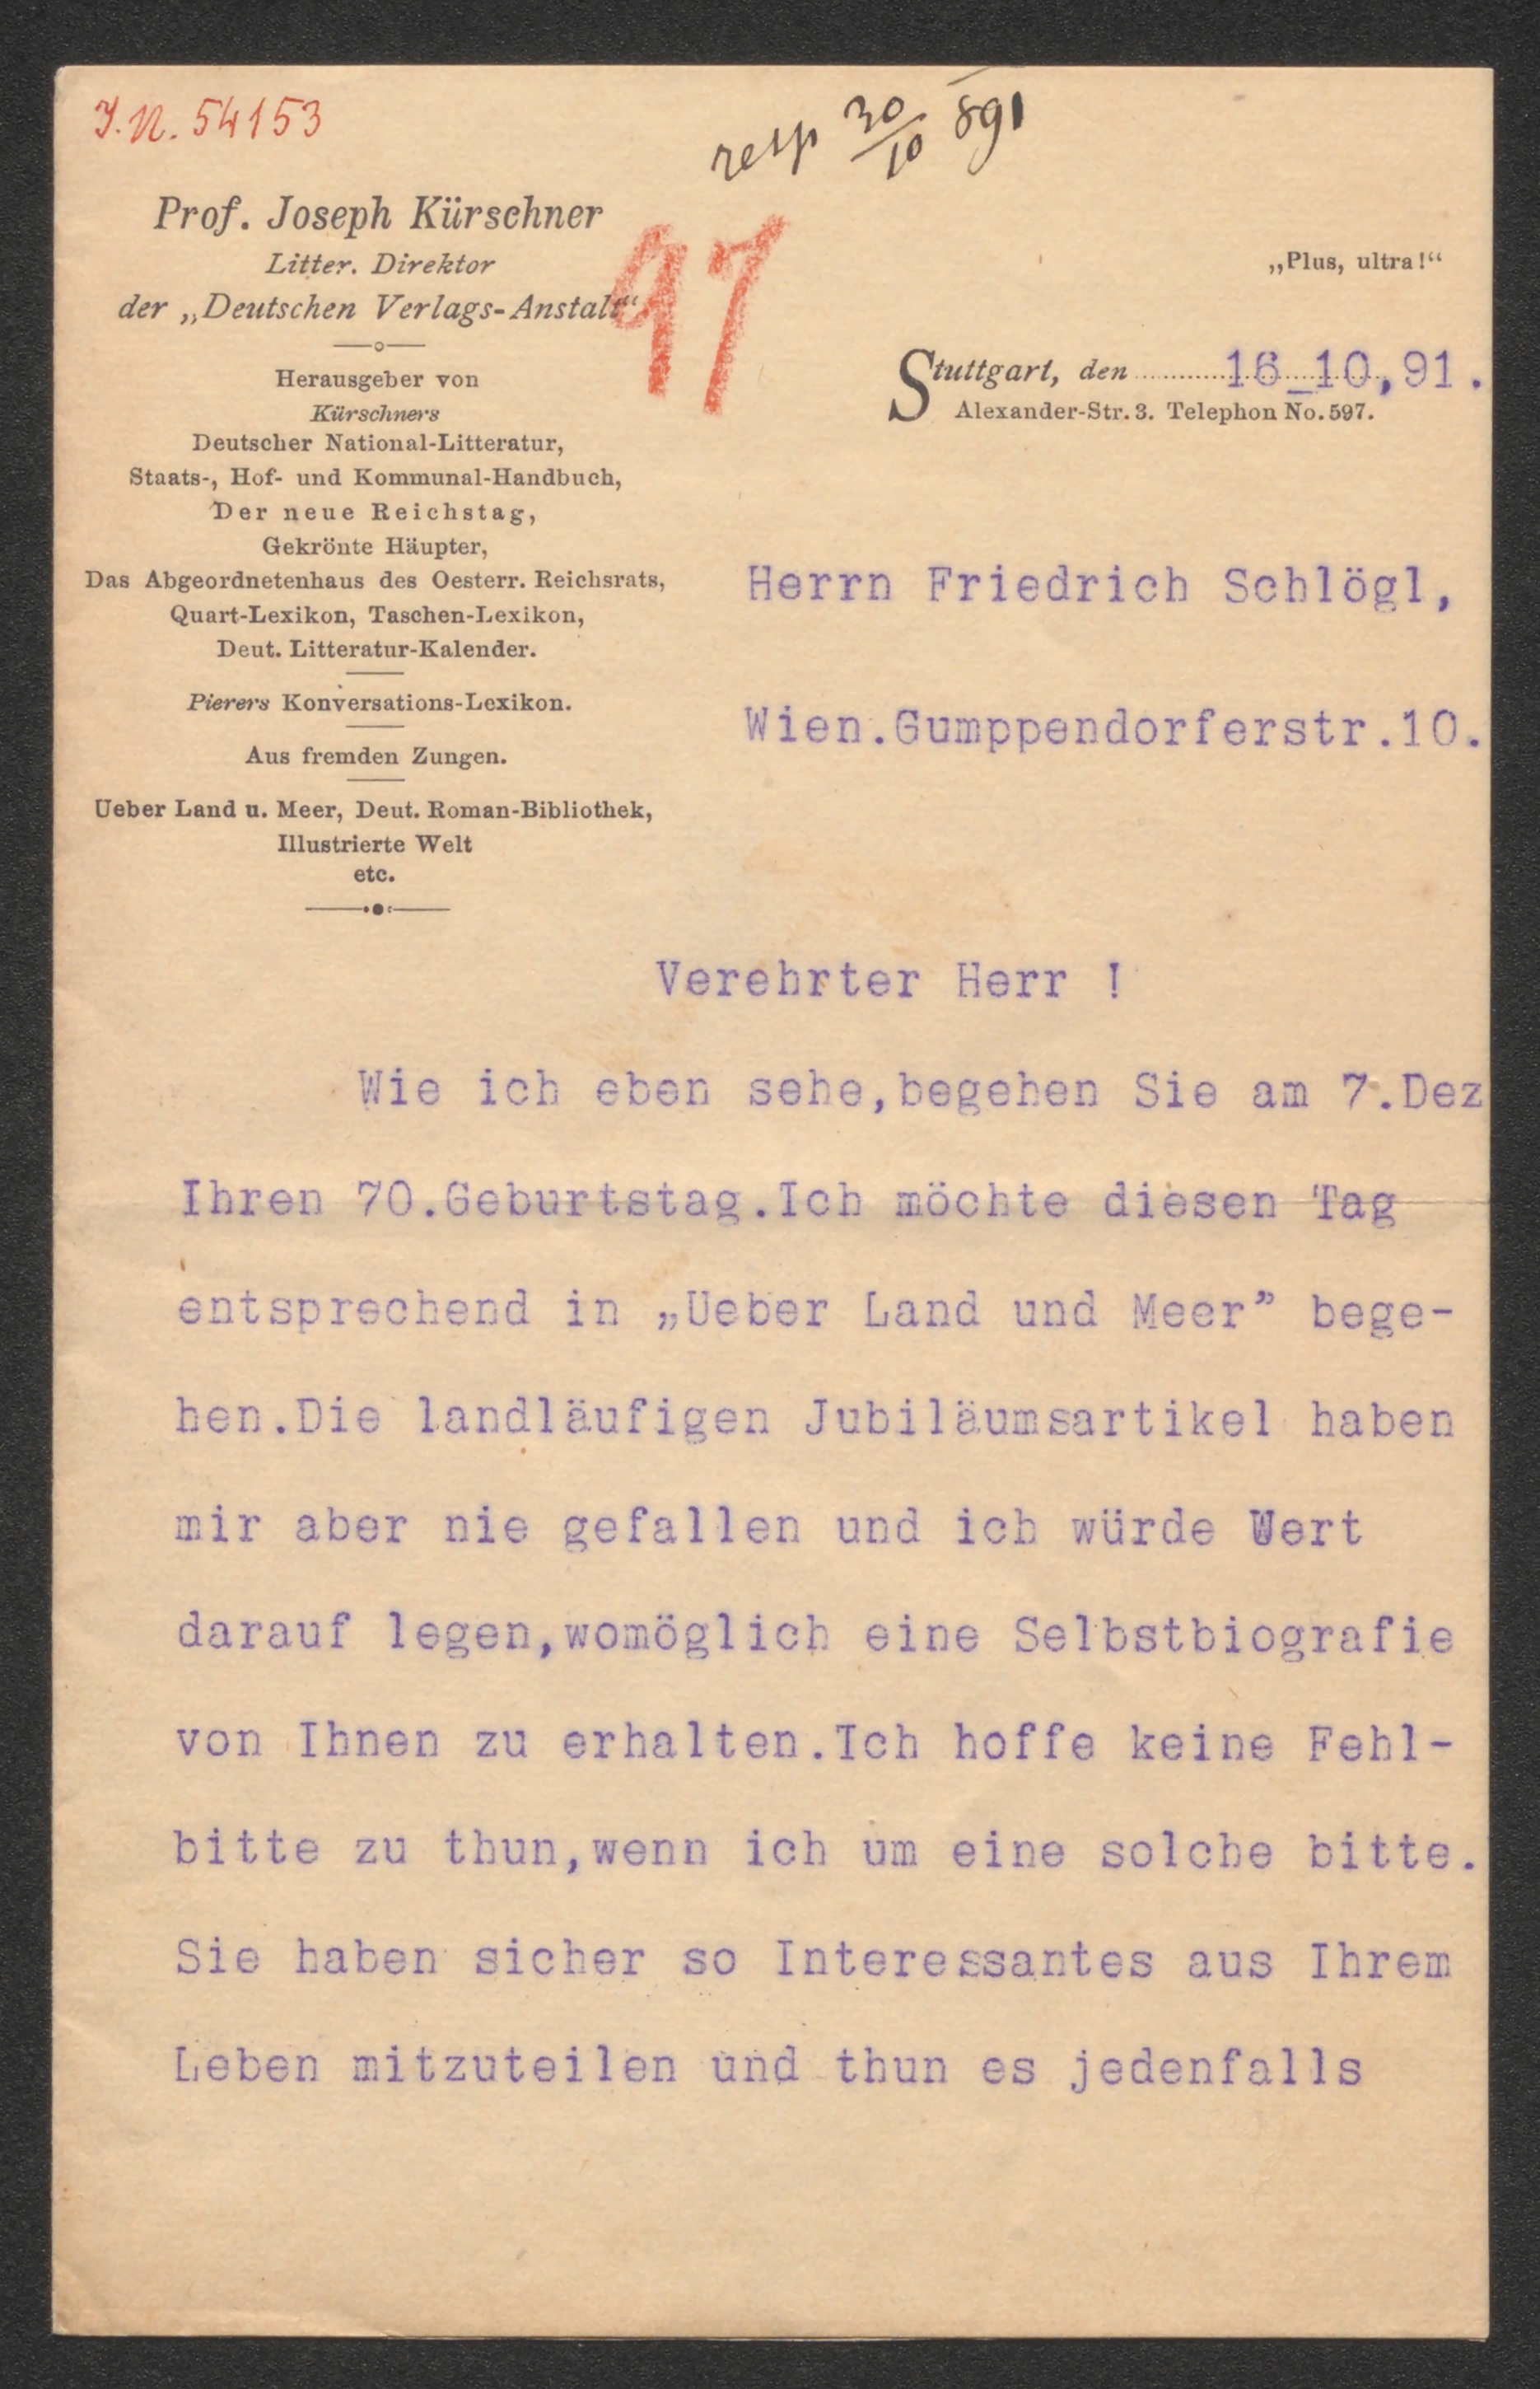 J.N. 54153
resp 30/10 891
97
Prof. Joseph Kürschner
Litter. Direktor
der „Deutschen Verlags-Anstalt“
Herausgeber von
Kürschners
Deutscher National-Litteratur,
Staats-, Hof- und Kommunal-Handbuch,
Der neue Reichstag,
Gekrönte Häupter,
Das Abgeordnetenhaus des Oesterr. Reichsrats,
Quart-Lexikon, Taschen-Lexikon,
Deut. Litteratur-Kalender.
Pierers Konversations-Lexikon.
Aus fremden Zungen.
Ueber Land u. Meer, Deut. Roman-Bibliothek,
Illustrierte Welt
etc.
„Plus, ultra!“
Stuttgart, den 16_10,91.
Alexander-Str. 3. Telephon No. 597.
Herrn Friedrich Schlögl,
Wien.Gumppendorferstr.10.
Verehrter Herr !
Wie ich eben sehe,begehen Sie am 7.Dez
Ihren 70.Geburtstag.Ich möchte diesen Tag
entsprechend in „Ueber Land und Meer” bege-
hen.Die landläufigen Jubiläumsartikel haben
mir aber nie gefallen und ich würde Wert
darauf legen,womöglich eine Selbstbiografie
von Ihnen zu erhalten.Ich hoffe keine Fehl-
bitte zu thun,wenn ich um eine solche bitte.
Sie haben sicher so Interessantes aus Ihrem
Leben mitzuteilen und thun es jedenfalls